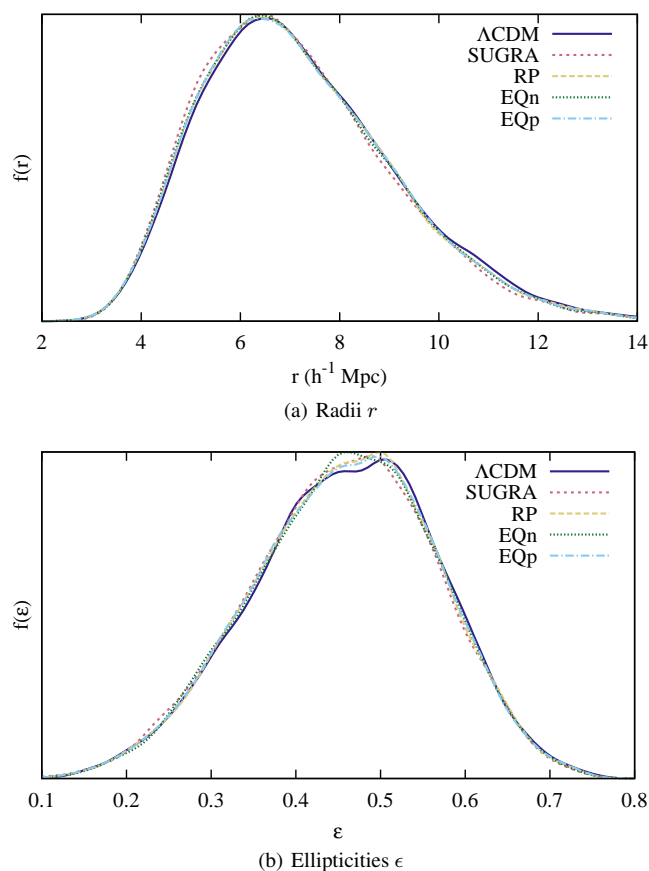 ΛCDM
SUGRA
RP
EQn
EQp
f(r)
2 4 6 8 10 12 14
r (h⁻¹ Mpc)
(a) Radii r
ΛCDM
SUGRA
RP
EQn
EQp
f(ε)
0.1 0.2 0.3 0.4 0.5 0.6 0.7 0.8
ε
(b) Ellipticities ϵ